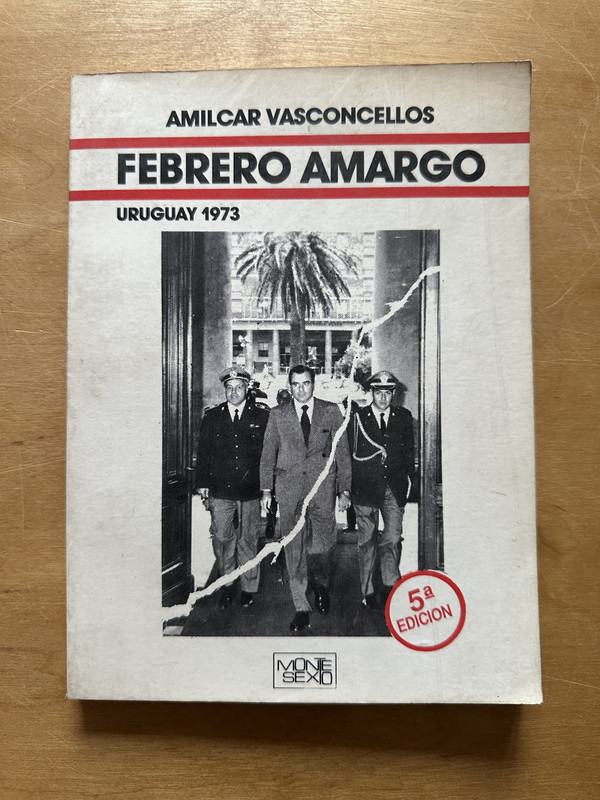 AMILCAR VASCONCELLOS
FEBRERO AMARGO
URUGUAY 1973
5ª
EDICION
MONTE
SEXTO